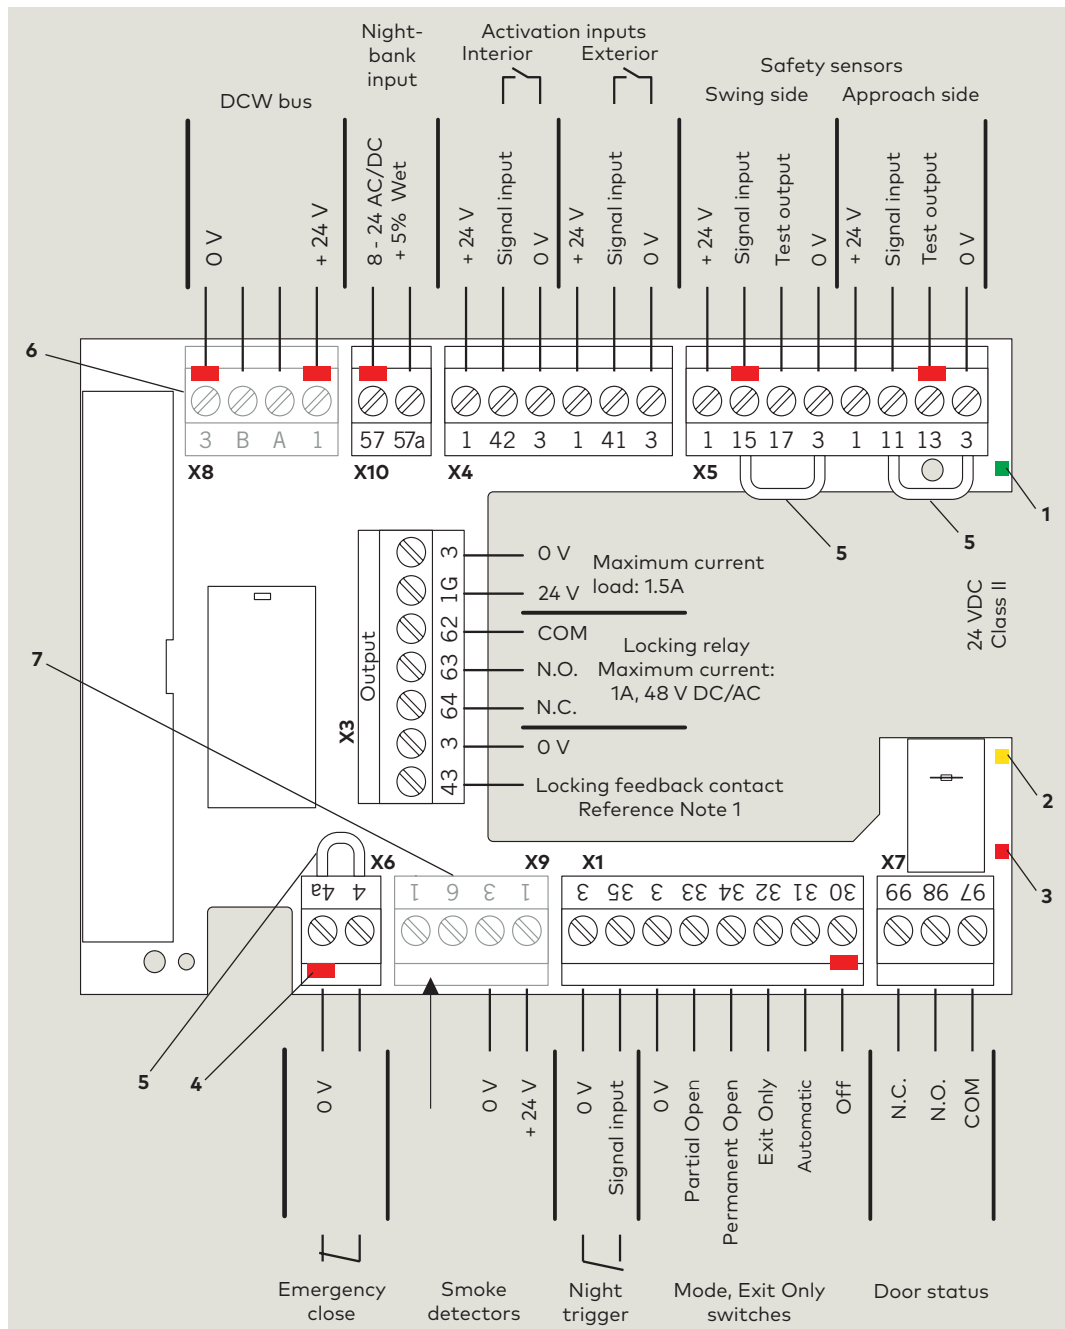 Night-
bank
input
Activation inputs
Interior
Exterior
Safety sensors
Swing side
Approach side
DCW bus
0 V
+ 24 V
8 - 24 AC/DC
+ 5% Wet
+ 24 V
Signal input
0 V
+ 24 V
Signal input
0 V
+ 24 V
Signal input
Test output
0 V
+ 24 V
Signal input
Test output
0 V
6
3 B A 1
57 57a
1 42 3 1 41 3
1 15 17 3 1 11 13 3
X8
X10
X4
X5
1
5
5
Output
X3
3
1G
62
63
64
3
43
0 V
24 V
Maximum current
load: 1.5A
COM
N.O.
N.C.
Locking relay
Maximum current:
1A, 48 V DC/AC
0 V
Locking feedback contact
Reference Note 1
24 VDC
Class II
7
2
3
X6
X9
X1
X7
4a 4
1 6 3 1
3 35 3 33 34 32 31 30
99 98 97
5
4
0 V
0 V
+ 24 V
0 V
Signal input
0 V
Partial Open
Permanent Open
Exit Only
Automatic
Off
N.C.
N.O.
COM
Emergency
close
Smoke
detectors
Night
trigger
Mode, Exit Only
switches
Door status